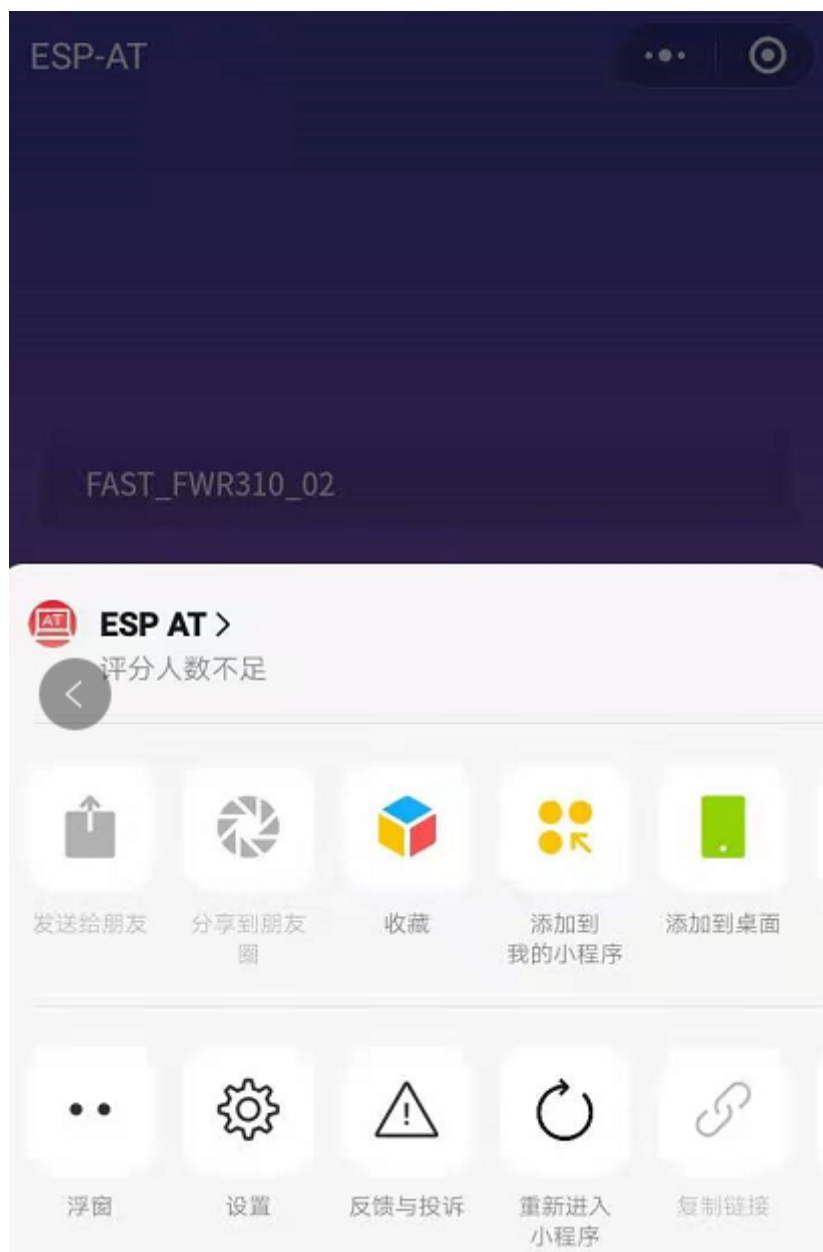 ESP-AT
FAST_FWR310_02
AT
ESP AT >
评分人数不足
发送给朋友
分享到朋友
圈
收藏
添加到
我的小程序
添加到桌面
浮窗
设置
反馈与投诉
重新进入
小程序
复制链接